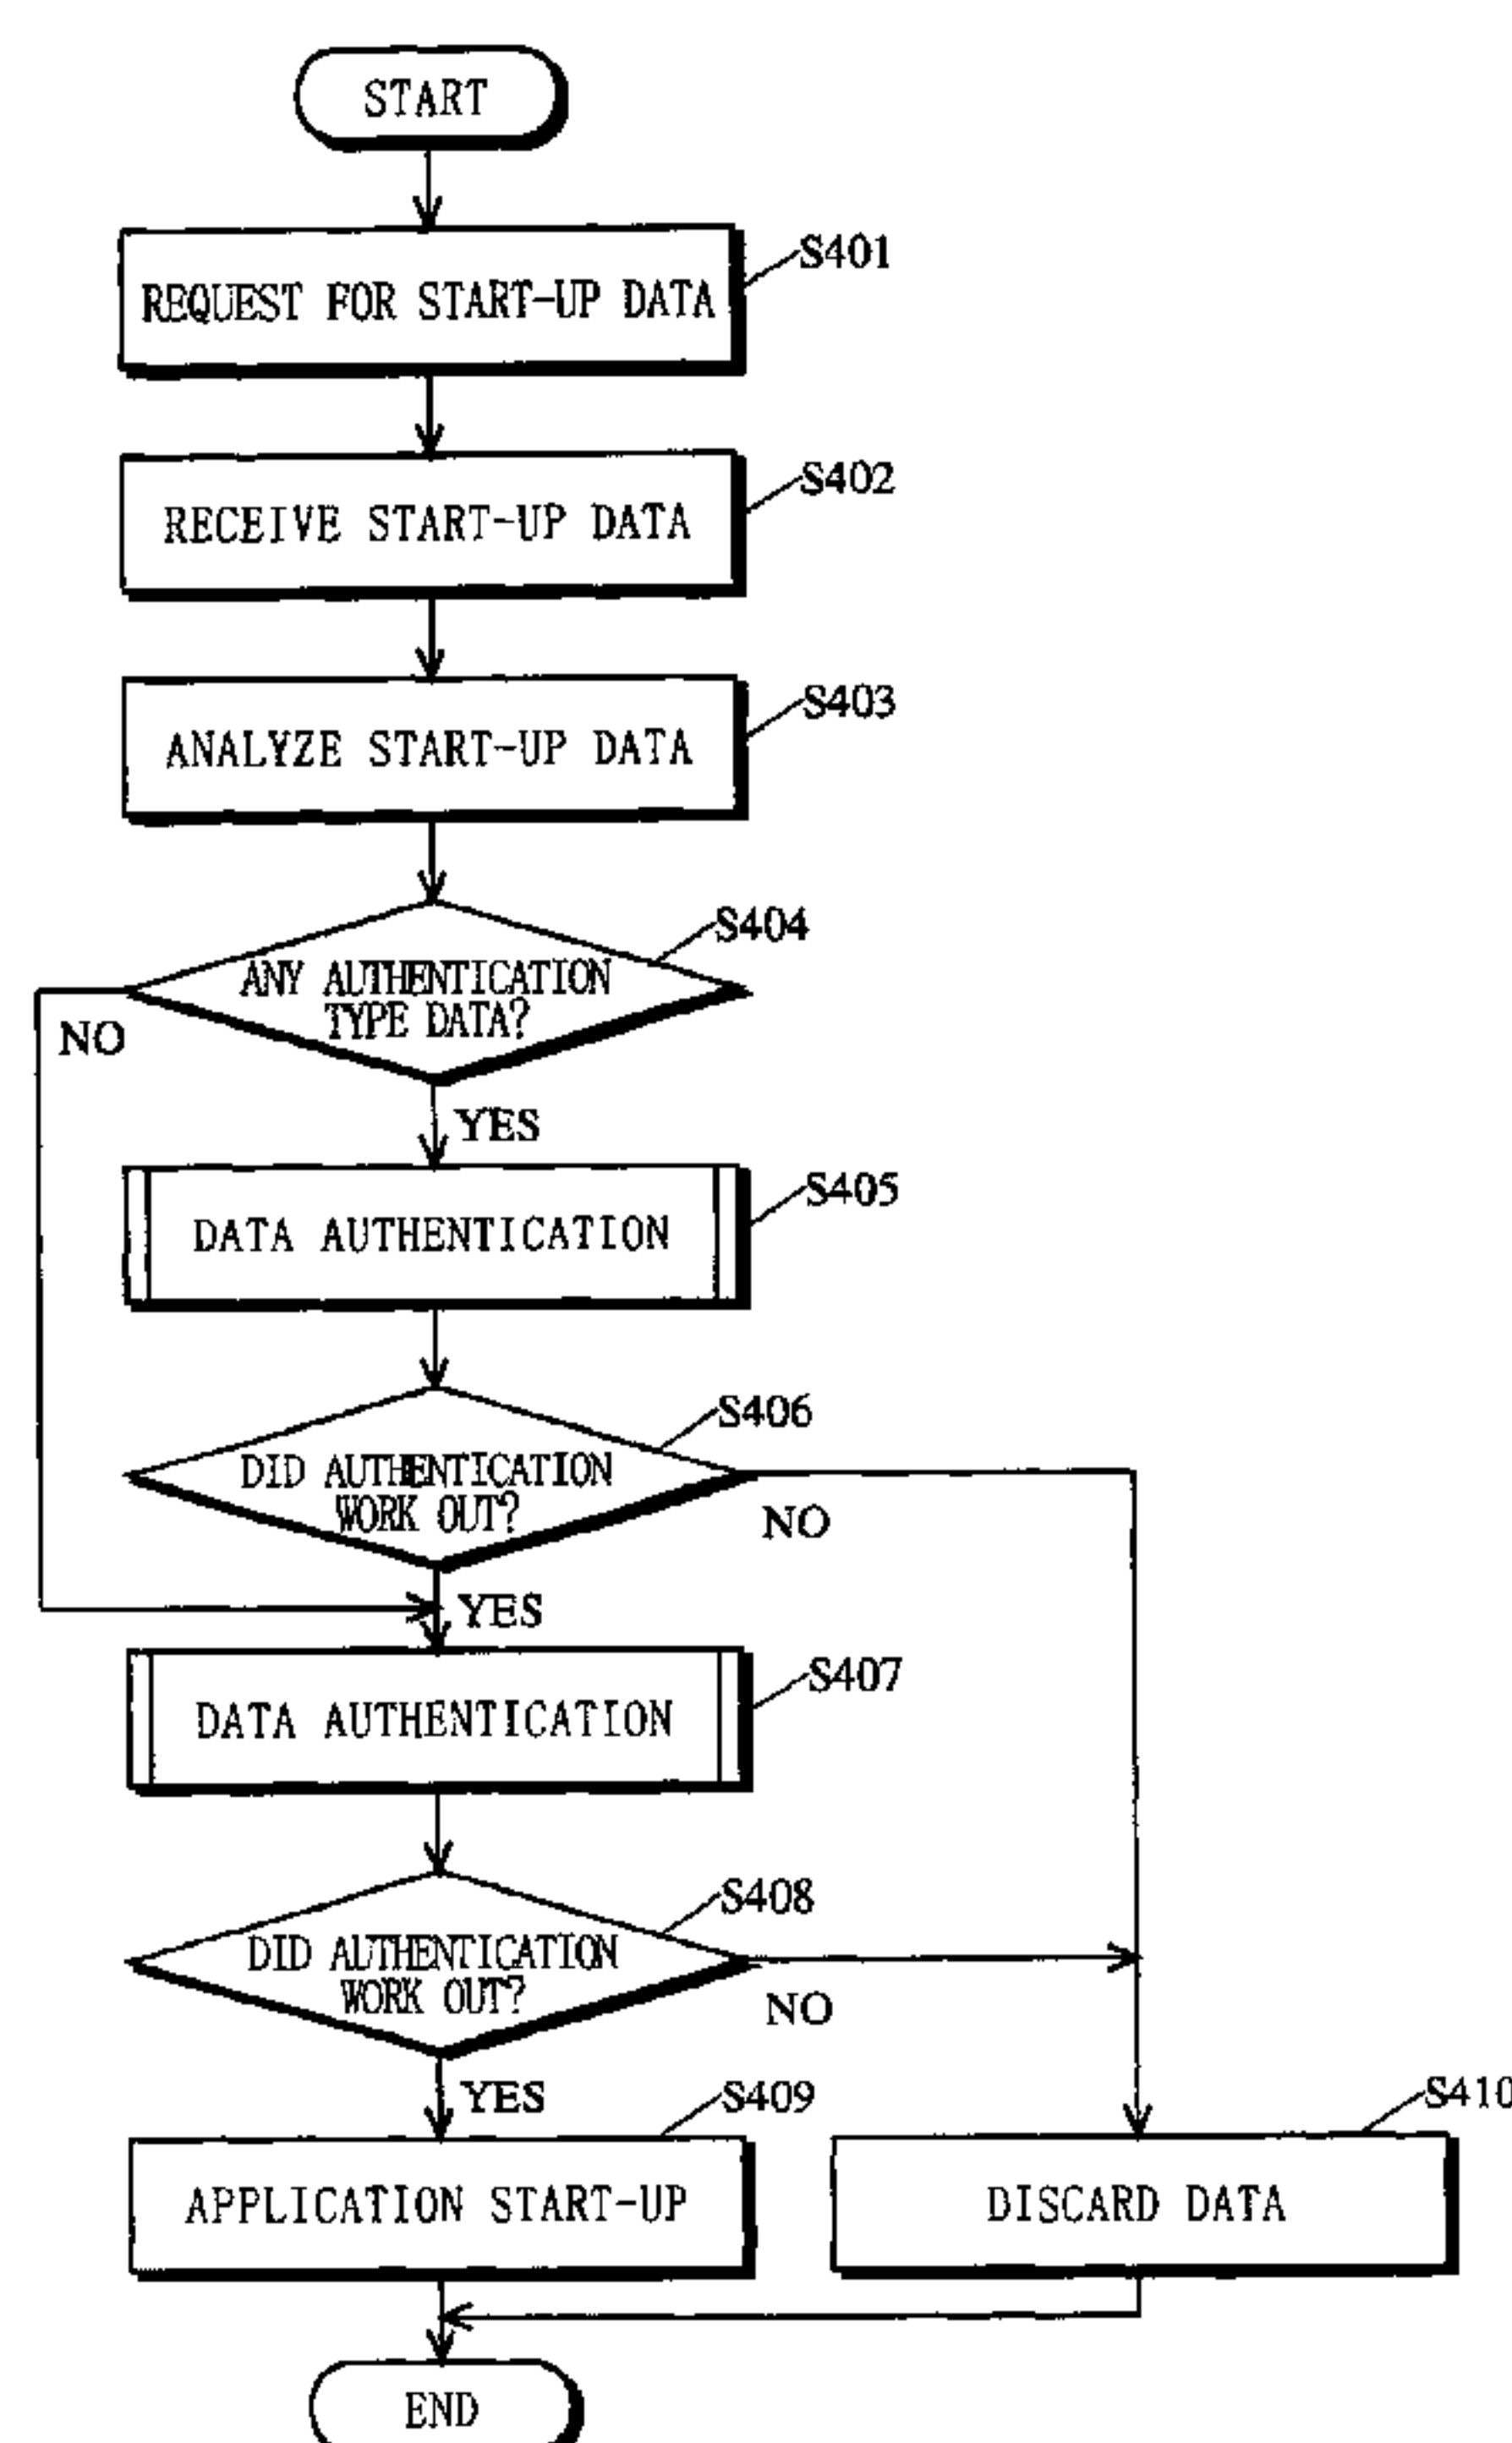 START
REQUEST FOR START-UP DATA
S401
RECEIVE START-UP DATA
S402
ANALYZE START-UP DATA
S403
ANY AUTHENTICATION
TYPE DATA?
S404
NO
YES
DATA AUTHENTICATION
S405
DID AUTHENTICATION
WORK OUT?
S406
NO
YES
DATA AUTHENTICATION
S407
DID AUTHENTICATION
WORK OUT?
S408
NO
YES
APPLICATION START-UP
S409
DISCARD DATA
S410
END